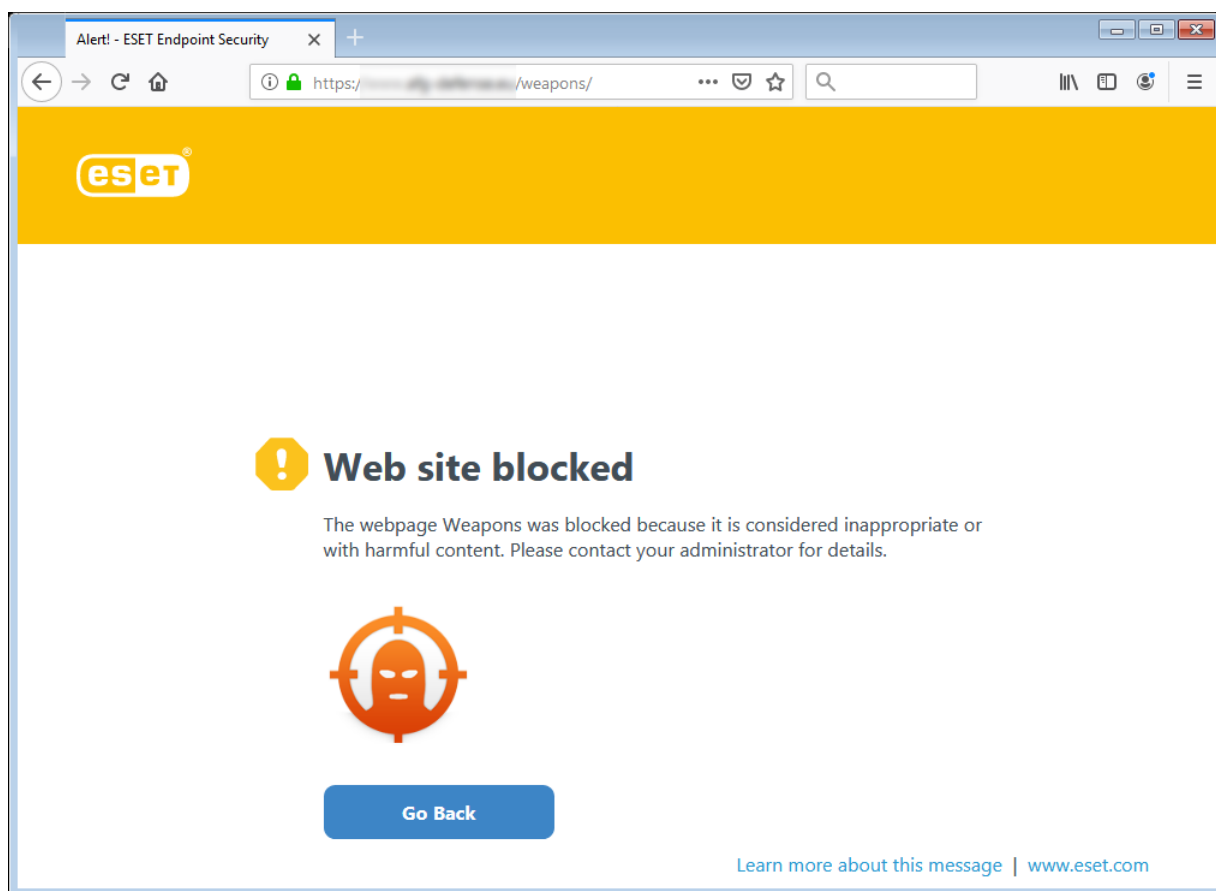 Alert! - ESET Endpoint Security
https:/ /weapons/
eseT®
Web site blocked
The webpage Weapons was blocked because it is considered inappropriate or
with harmful content. Please contact your administrator for details.
Go Back
Learn more about this message | www.eset.com